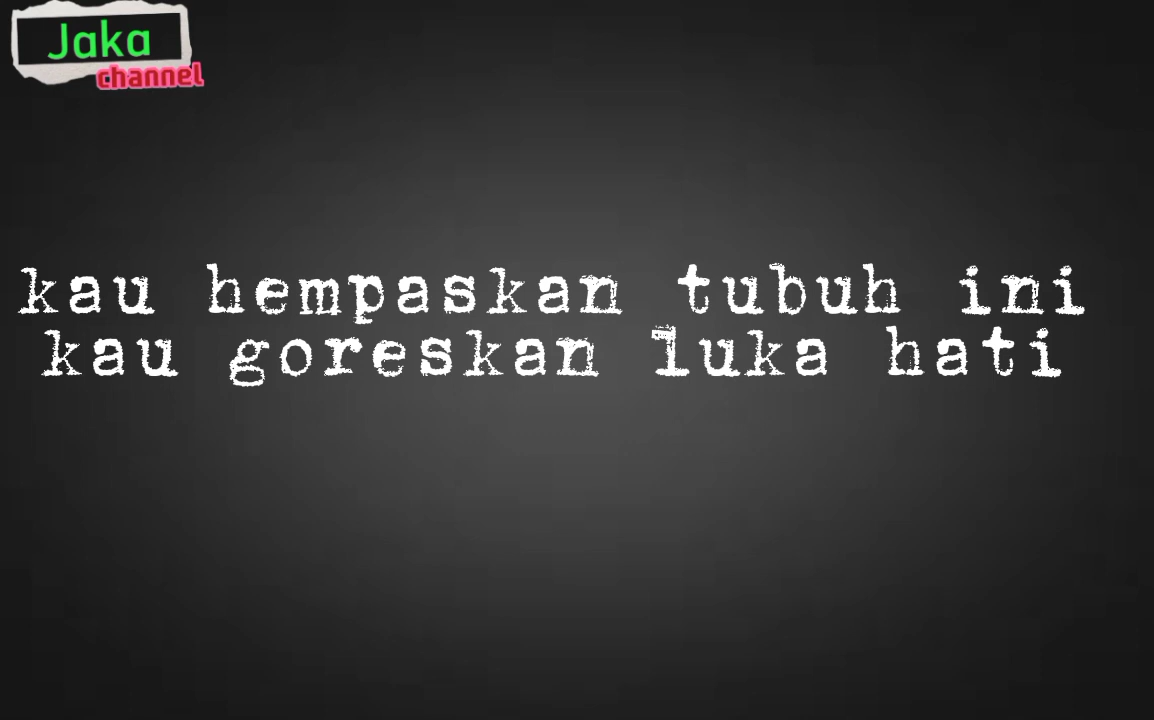 Jaka
channel
kau hempaskan tubuh ini
kau goreskan luka hati